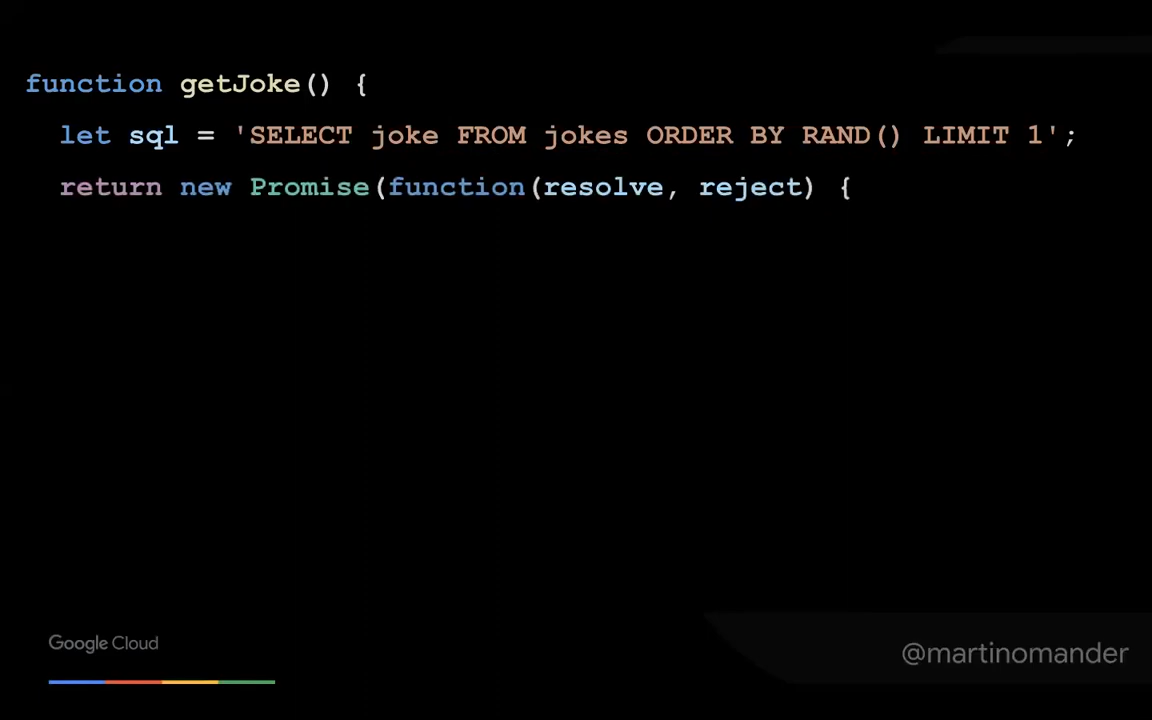 function getJoke() {
let sql = 'SELECT joke FROM jokes ORDER BY RAND() LIMIT 1';
return new Promise(function(resolve, reject) {
Google Cloud
@martinomander